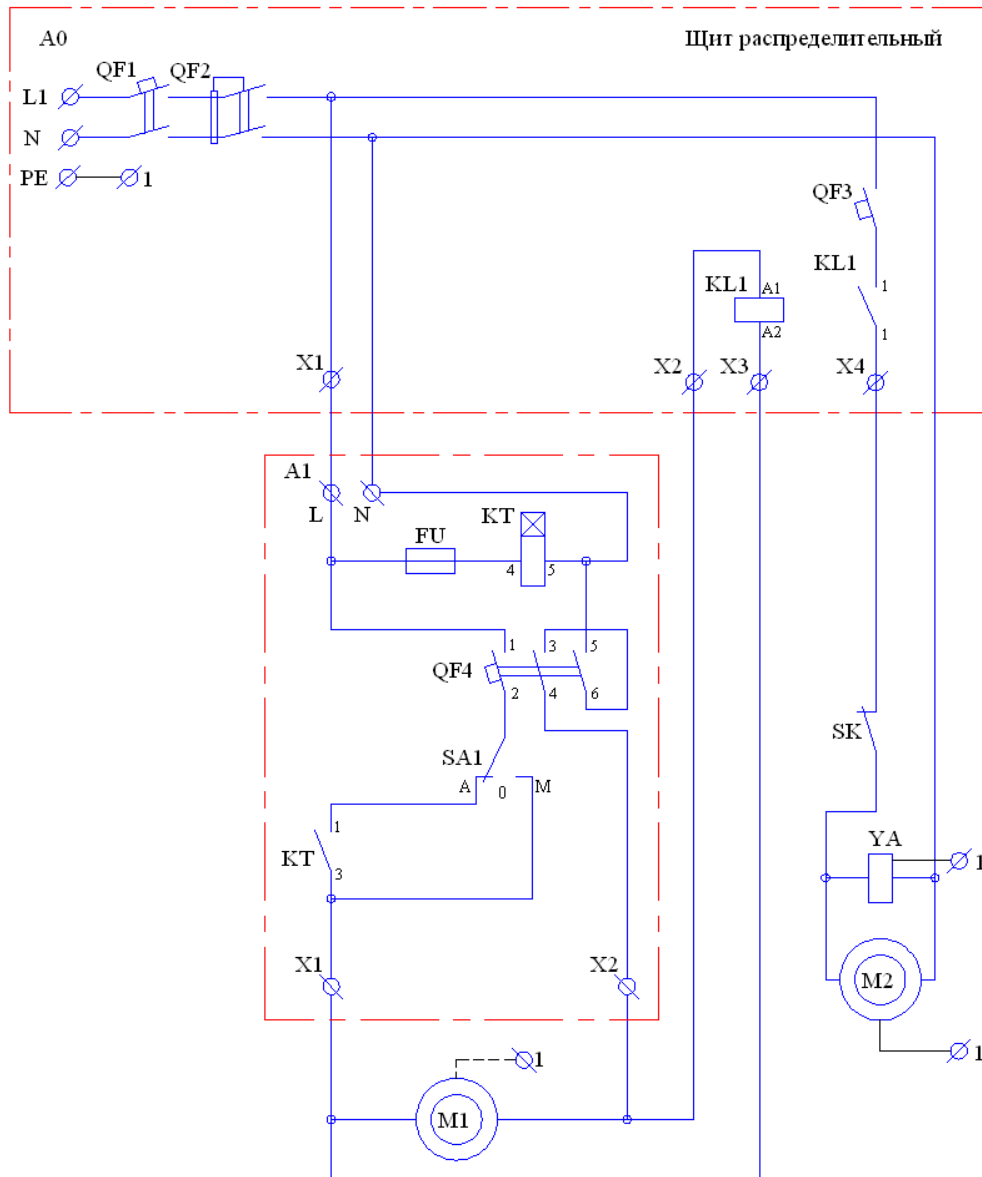 A0
Щит распределительный
QF1 QF2
L1
N
PE 1
QF3
KL1 A1
A2
KL1 1
1
X1
X2 X3 X4
A1
L N
FU KT
4 5
1 3 5
QF4
2 4 6
SA1
A 0 M
SK
KT 1
3
YA 1
X1 X2
M2
1
1
M1